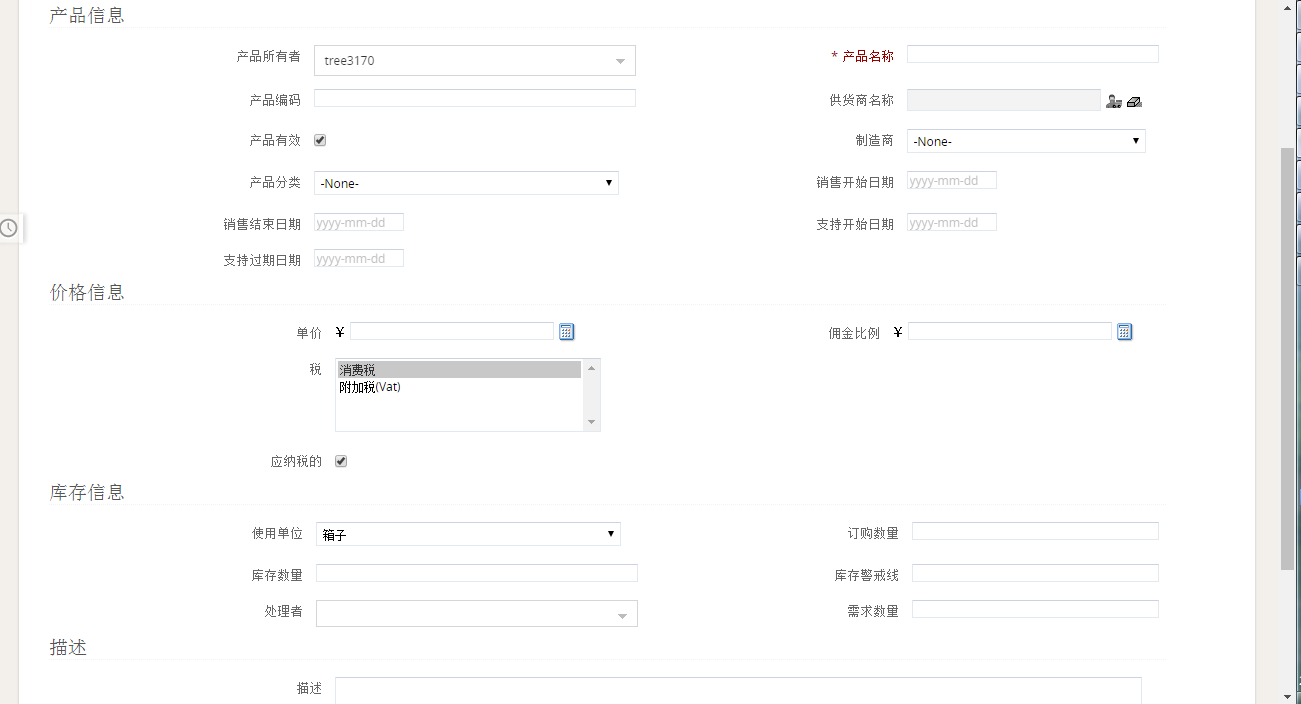 产品信息
产品所有者 tree3170 * 产品名称
产品编码 供货商名称
产品有效 制造商 -None-
产品分类 -None- 销售开始日期 yyyy-mm-dd
销售结束日期 yyyy-mm-dd 支持开始日期 yyyy-mm-dd
支持过期日期 yyyy-mm-dd
价格信息
单价 ¥ 佣金比例 ¥
税 消费税
附加税(Vat)
应纳税的
库存信息
使用单位 箱子 订购数量
库存数量 库存警戒线
处理者 需求数量
描述
描述